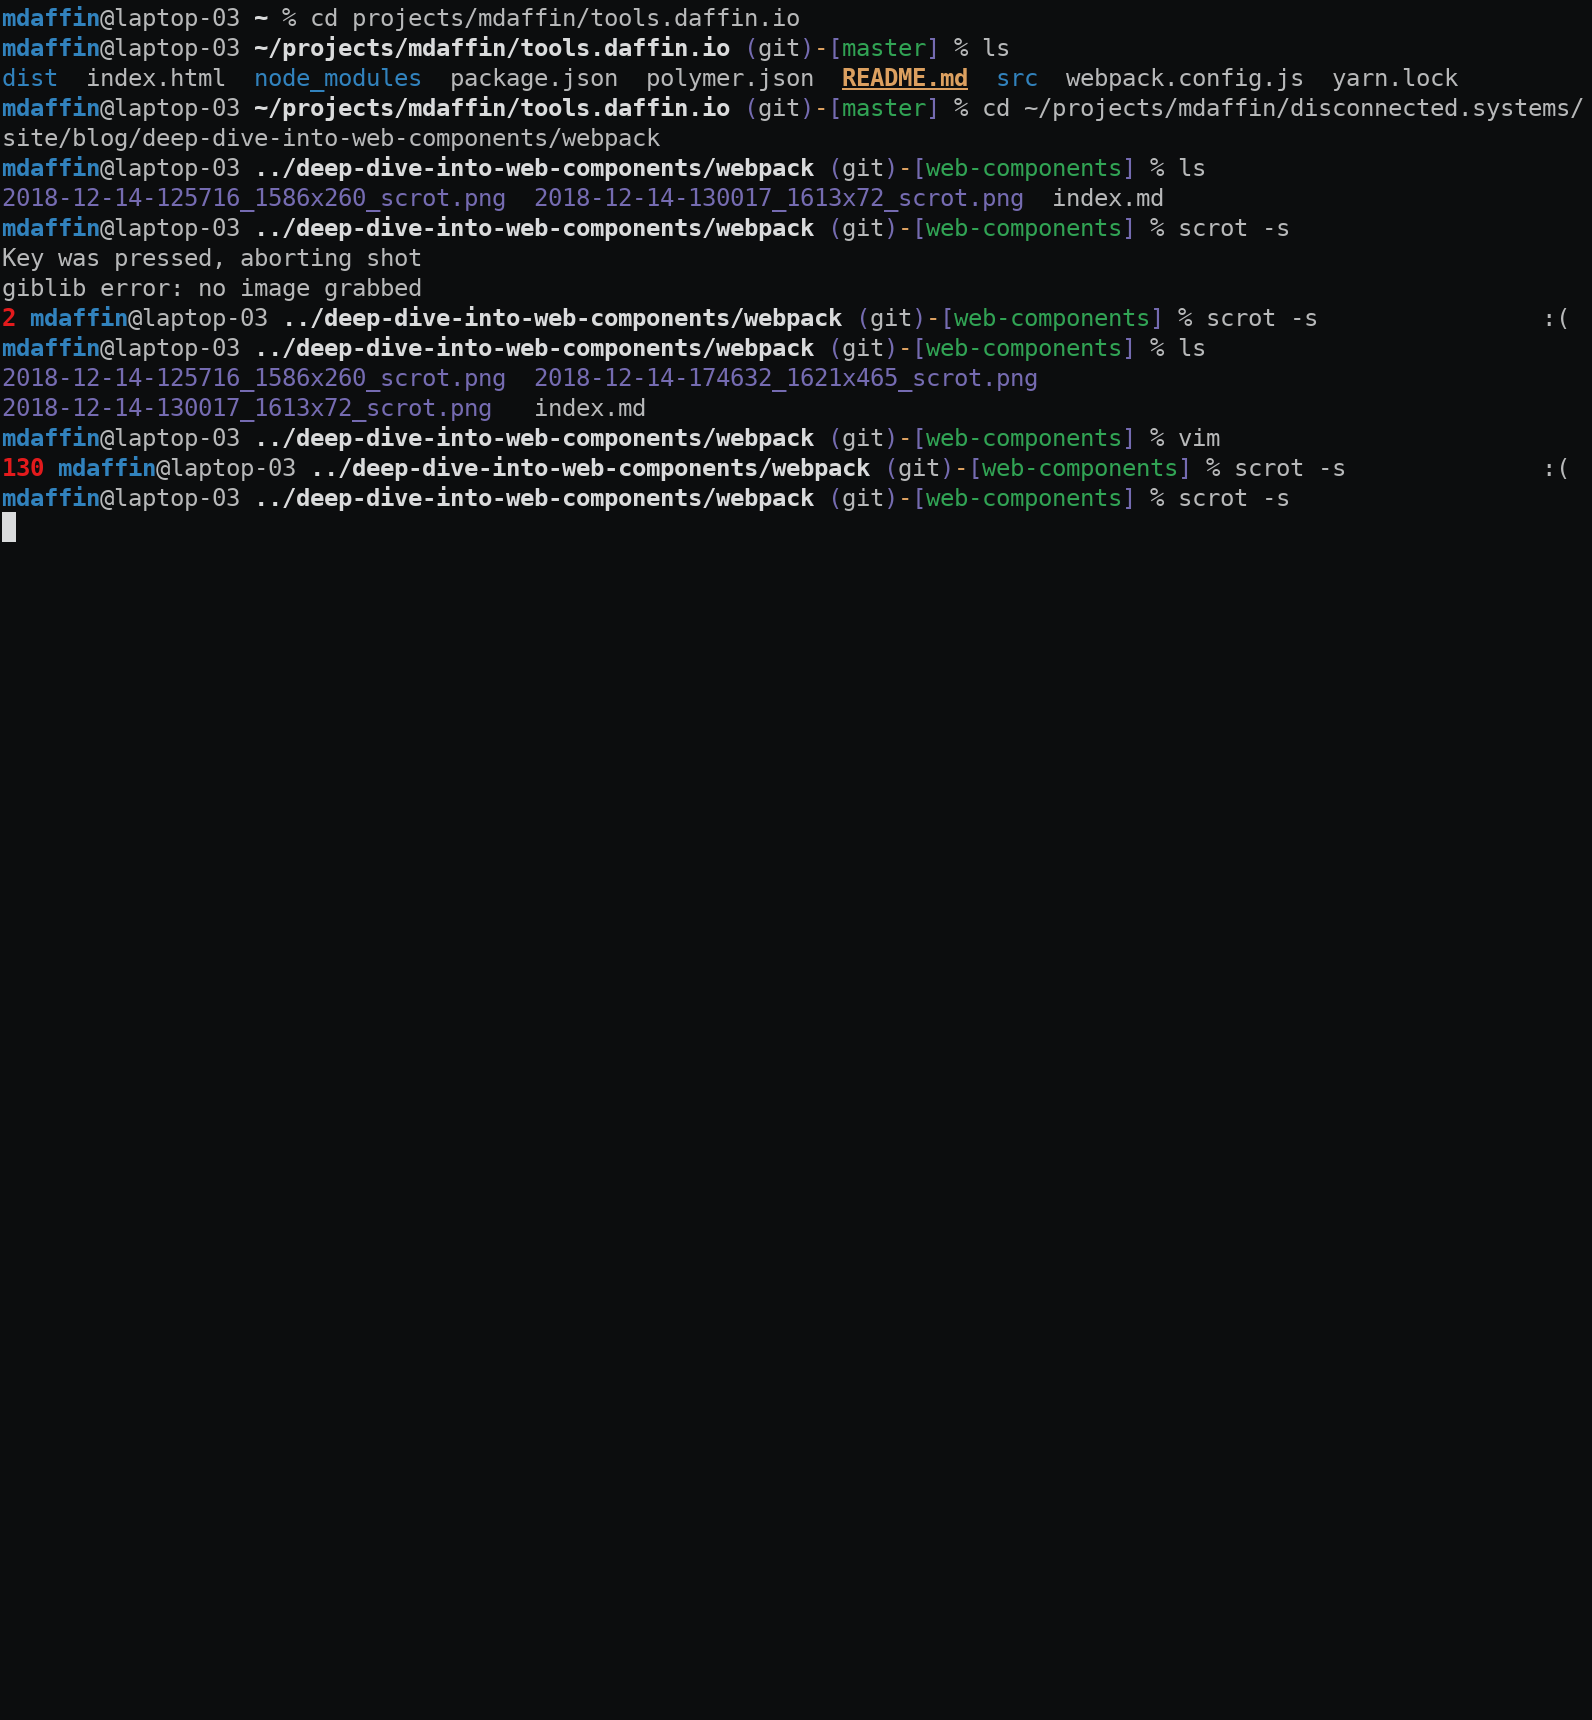 mdaffin@laptop-03 ~ % cd projects/mdaffin/tools.daffin.io
mdaffin@laptop-03 ~/projects/mdaffin/tools.daffin.io (git)-[master] % ls
dist  index.html  node_modules  package.json  polymer.json  README.md  src  webpack.config.js  yarn.lock
mdaffin@laptop-03 ~/projects/mdaffin/tools.daffin.io (git)-[master] % cd ~/projects/mdaffin/disconnected.systems/
site/blog/deep-dive-into-web-components/webpack
mdaffin@laptop-03 ../deep-dive-into-web-components/webpack (git)-[web-components] % ls
2018-12-14-125716_1586x260_scrot.png  2018-12-14-130017_1613x72_scrot.png  index.md
mdaffin@laptop-03 ../deep-dive-into-web-components/webpack (git)-[web-components] % scrot -s
Key was pressed, aborting shot
giblib error: no image grabbed
2 mdaffin@laptop-03 ../deep-dive-into-web-components/webpack (git)-[web-components] % scrot -s                :(
mdaffin@laptop-03 ../deep-dive-into-web-components/webpack (git)-[web-components] % ls
2018-12-14-125716_1586x260_scrot.png  2018-12-14-174632_1621x465_scrot.png
2018-12-14-130017_1613x72_scrot.png   index.md
mdaffin@laptop-03 ../deep-dive-into-web-components/webpack (git)-[web-components] % vim
130 mdaffin@laptop-03 ../deep-dive-into-web-components/webpack (git)-[web-components] % scrot -s              :(
mdaffin@laptop-03 ../deep-dive-into-web-components/webpack (git)-[web-components] % scrot -s